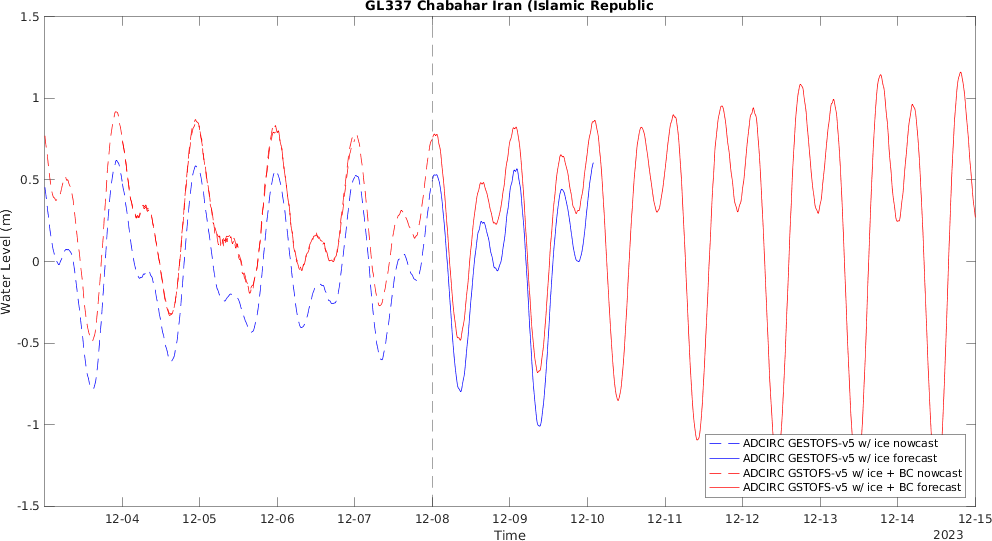 GL337 Chabahar Iran (Islamic Republic
1.5
1
0.5
0
-0.5
-1
-1.5
Water Level (m)
12-04
12-05
12-06
12-07
12-08
12-09
12-10
12-11
12-12
12-13
12-14
12-15
Time
2023
ADCIRC GESTOFS-v5 w/ ice nowcast
ADCIRC GESTOFS-v5 w/ ice forecast
ADCIRC GSTOFS-v5 w/ ice + BC nowcast
ADCIRC GSTOFS-v5 w/ ice + BC forecast